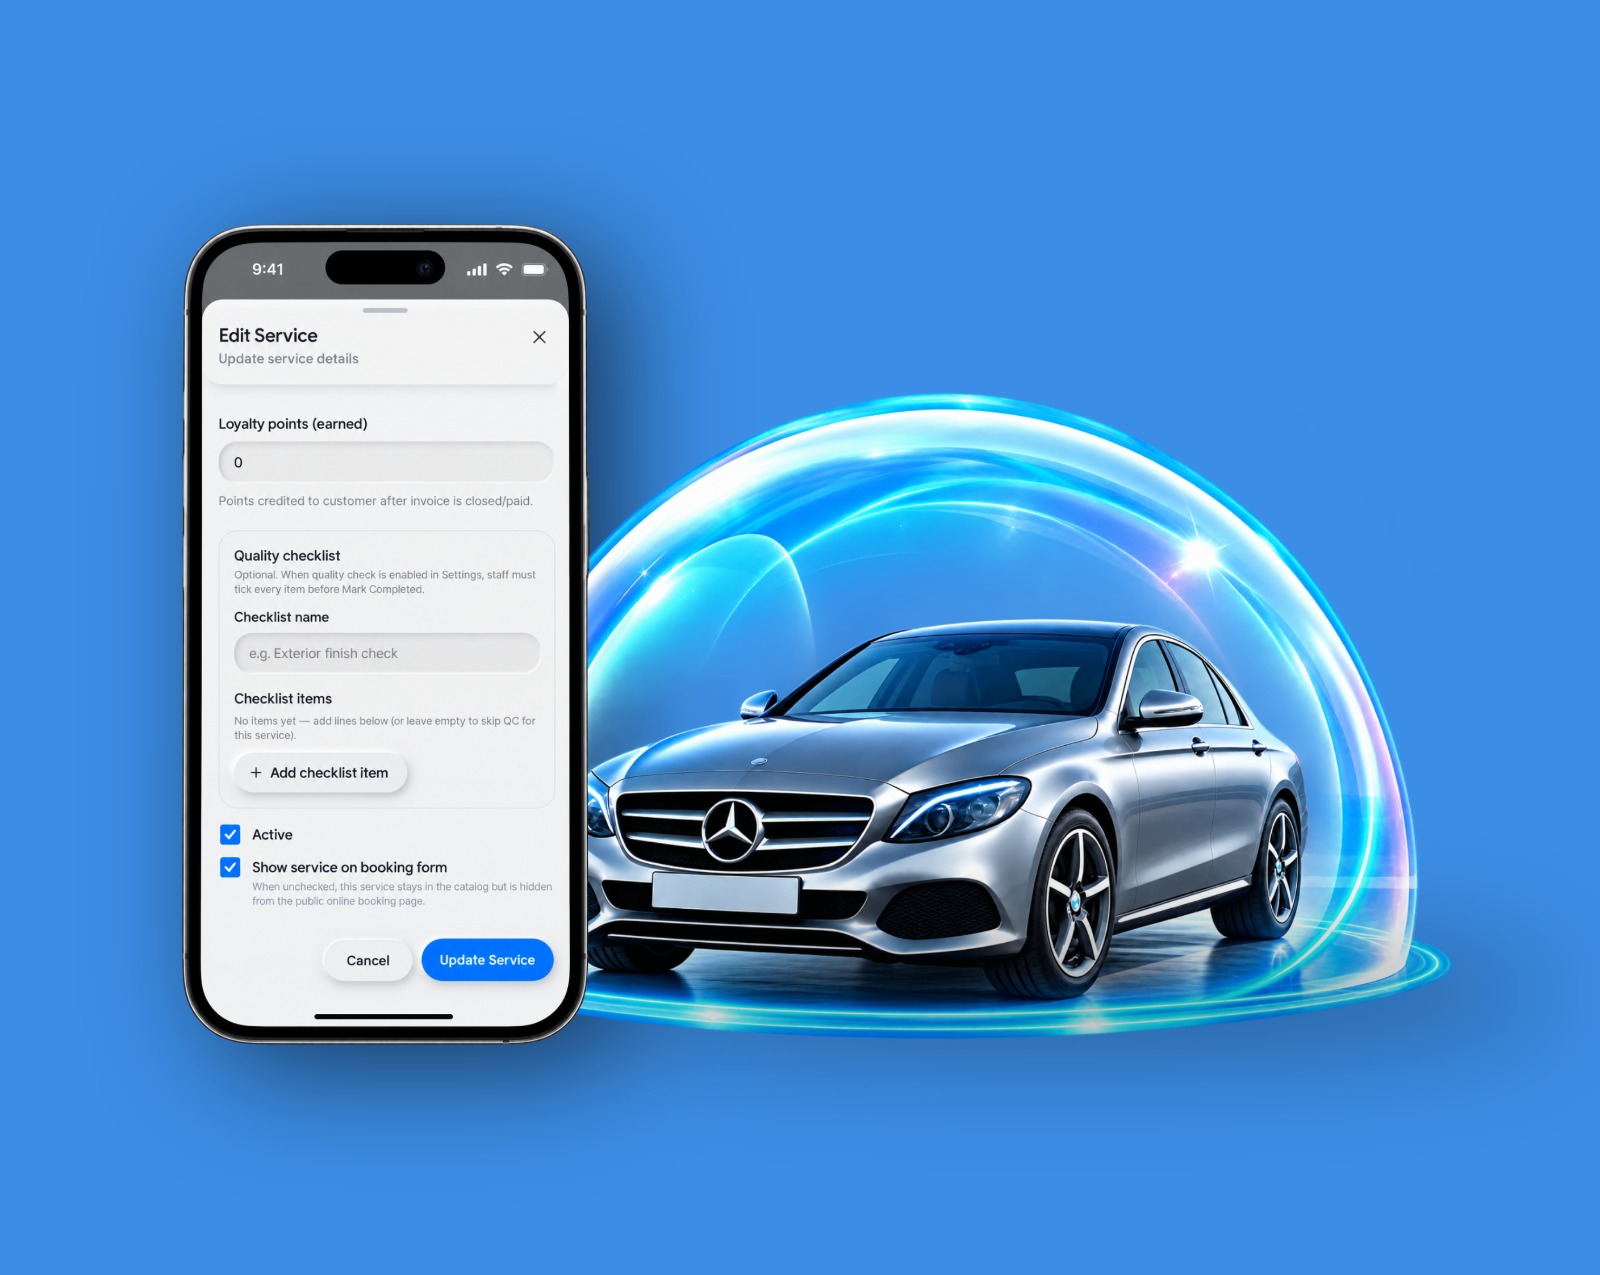 9:41
Edit Service
Update service details
Loyalty points (earned)
0
Points credited to customer after invoice is closed/paid.
Quality checklist
Optional. When quality check is enabled in Settings, staff must
tick every item before Mark Completed.
Checklist name
e.g. Exterior finish check
Checklist items
No items yet — add lines below (or leave empty to skip QC for
this service).
+ Add checklist item
Active
Show service on booking form
When unchecked, this service stays in the catalog but is hidden
from the public online booking page.
Cancel
Update Service